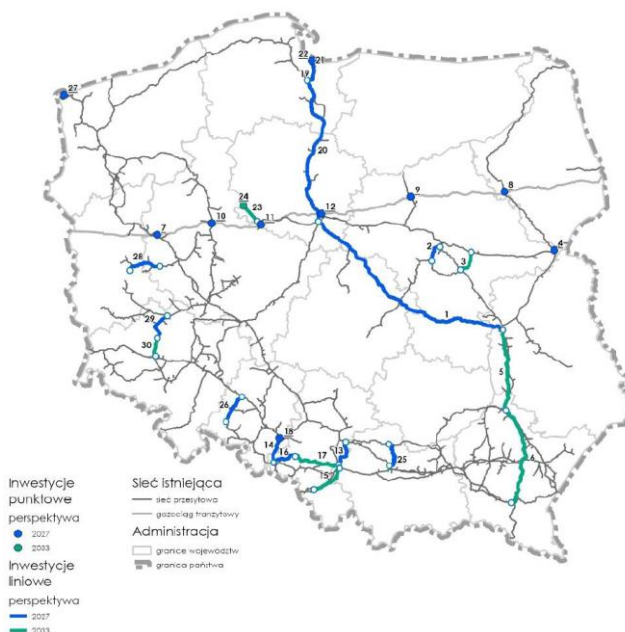 22
21
19
27
20
24
23
12
9
8
10
11
7
4
2
3
28
1
29
30
5
26
18
14
16
17
13
25
15
6
Inwestycje
punktowe
perspektywa
2027
2033
Inwestycje
liniowe
perspektywa
2027
2033
Sieć istniejąca
sieć przesyłowa
gazociąg tranzytowy
Administracja
granice województw
granica państwa